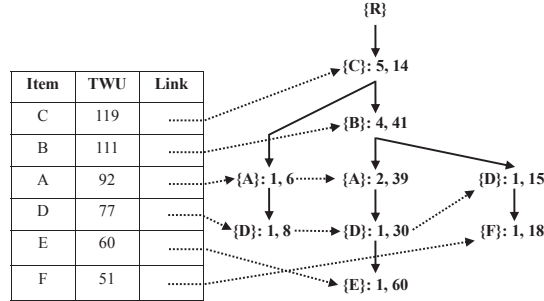 {R}
{C}: 5, 14
Item TWU Link
C 119
B 111
A 92
D 77
E 60
F 51
{B}: 4, 41
{A}: 1, 6 {A}: 2, 39 {D}: 1, 15
{D}: 1, 8 {D}: 1, 30 {F}: 1, 18
{E}: 1, 60